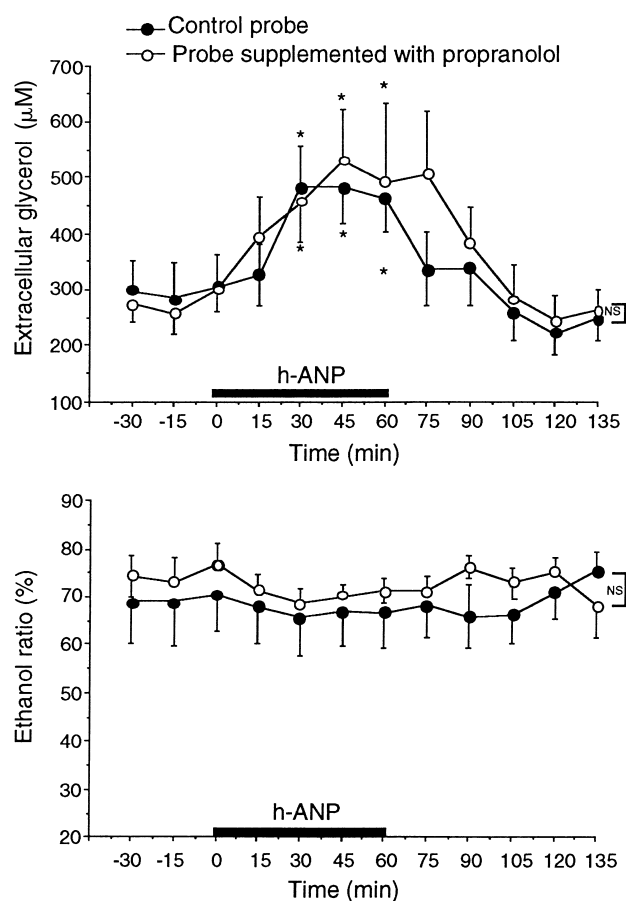 Control probe
Probe supplemented with propranolol
700
600
500
400
300
200
100
Extracellular glycerol (μM)
* * *
* * *
NS
h-ANP
-30 -15 0 15 30 45 60 75 90 105 120 135
Time (min)
90
80
70
60
50
40
30
20
Ethanol ratio (%)
NS
h-ANP
-30 -15 0 15 30 45 60 75 90 105 120 135
Time (min)